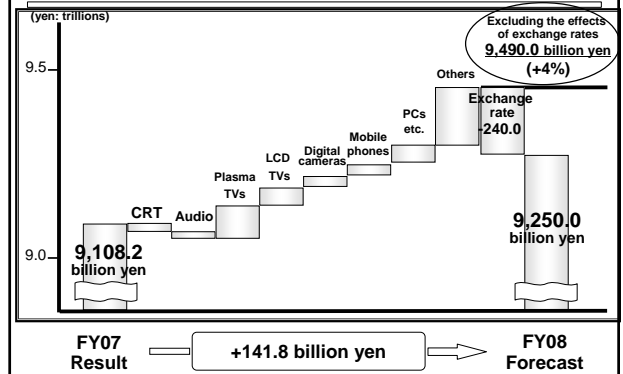 (yen: trillions)
Excluding the effects
of exchange rates
9,490.0 billion yen
(+4%)
9.5
Others
Exchange
rate
-240.0
PCs
etc.
Mobile
phones
Digital
cameras
LCD
TVs
Plasma
TVs
CRT
Audio
9.0
9,108.2
billion yen
9,250.0
billion yen
FY07
Result
+141.8 billion yen
FY08
Forecast